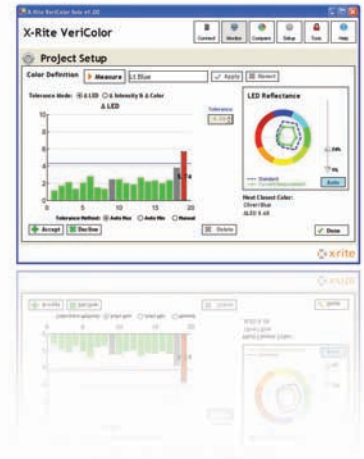 X-Rite VeriColor
Connect Monitor Compare Setup Tools Help
Project Setup
Color Definition Measure Lt Blue Apply Revert
Tolerance Mode: Δ LED Δ Intensity & Δ Color
Δ LED
Tolerance
LED Reflectance
10
8
6
4
2
0
0 5 10 15 20
Tolerance Method: Auto Max Auto Min Manual
Standard
Current Measurement
Auto
Next Closest Color:
Silver/Blue
Accept Decline Delete Done
x·rite